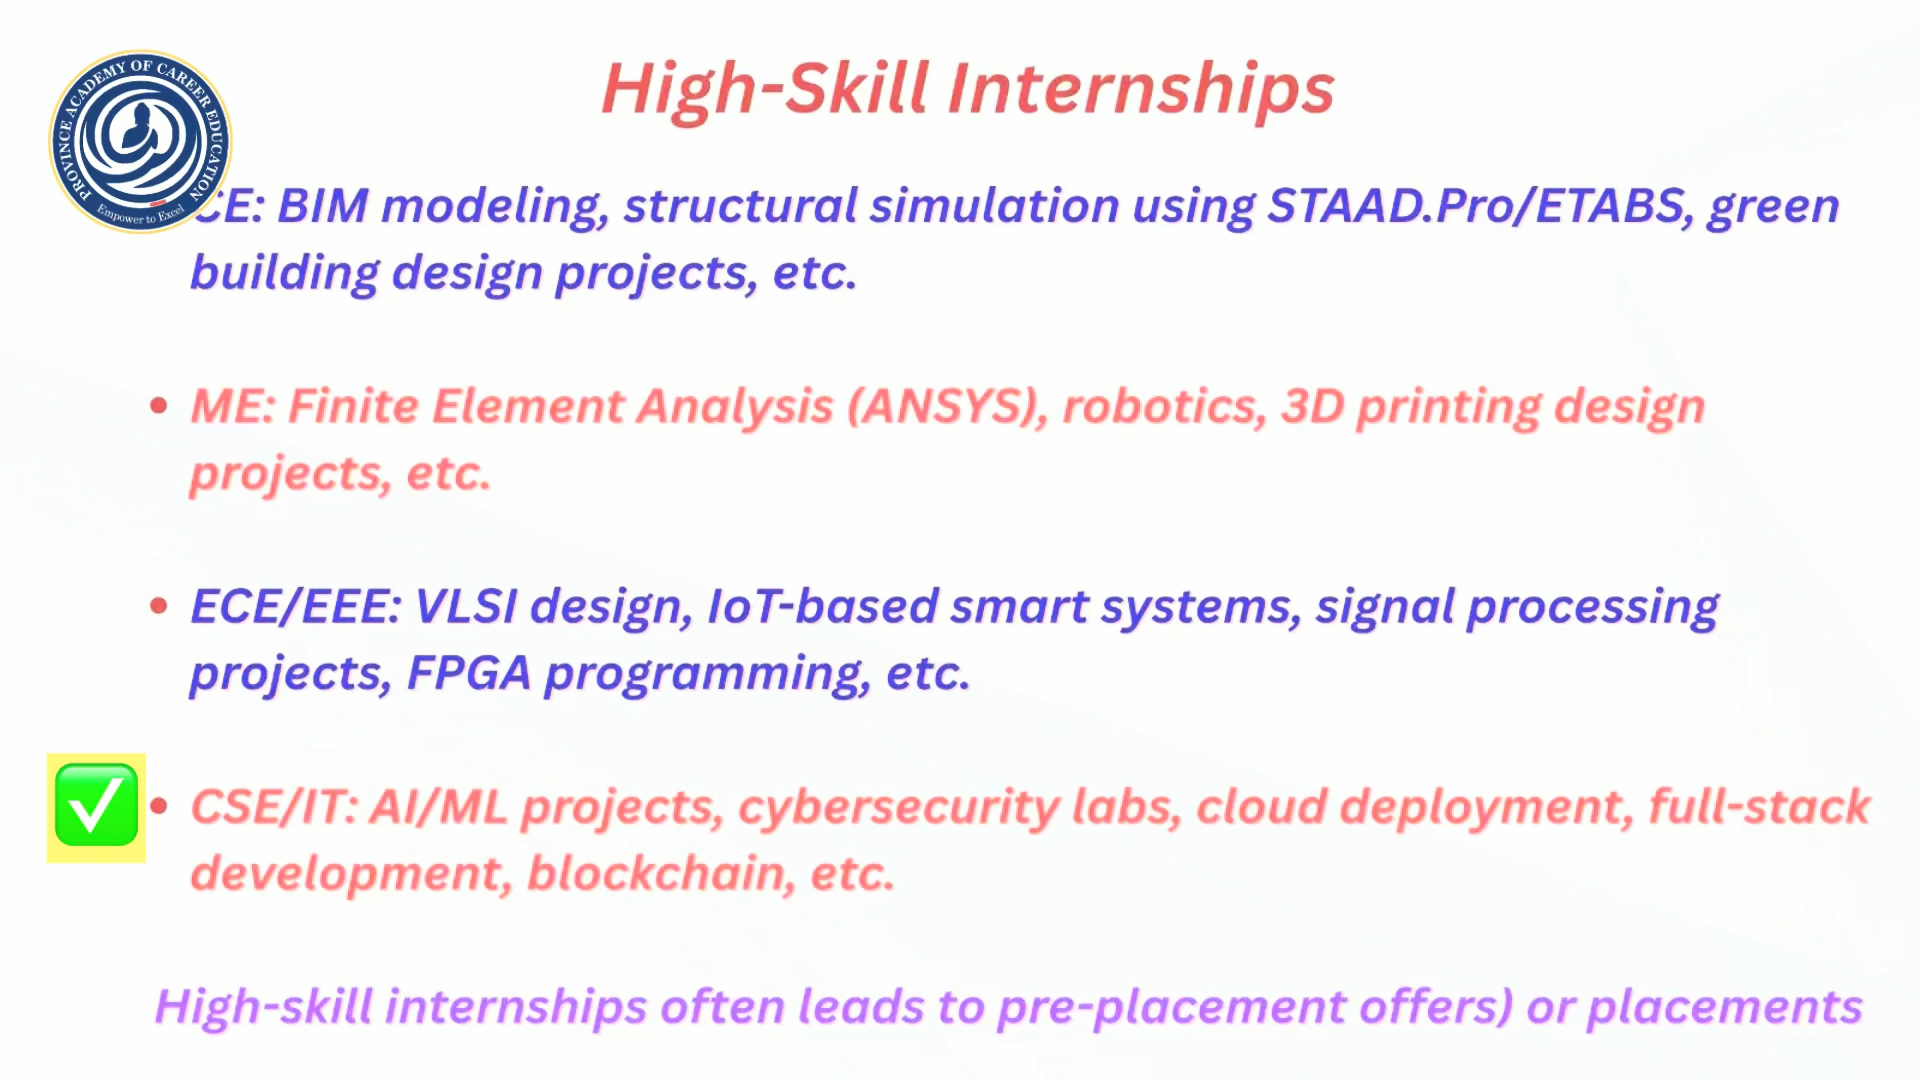 PROVINCE ACADEMY OF CAREER EDUCATION
Empower to Excel
High-Skill Internships
CE: BIM modeling, structural simulation using STAAD.Pro/ETABS, green
building design projects, etc.
• ME: Finite Element Analysis (ANSYS), robotics, 3D printing design
projects, etc.
• ECE/EEE: VLSI design, IoT-based smart systems, signal processing
projects, FPGA programming, etc.
• CSE/IT: AI/ML projects, cybersecurity labs, cloud deployment, full-stack
development, blockchain, etc.
High-skill internships often leads to pre-placement offers) or placements